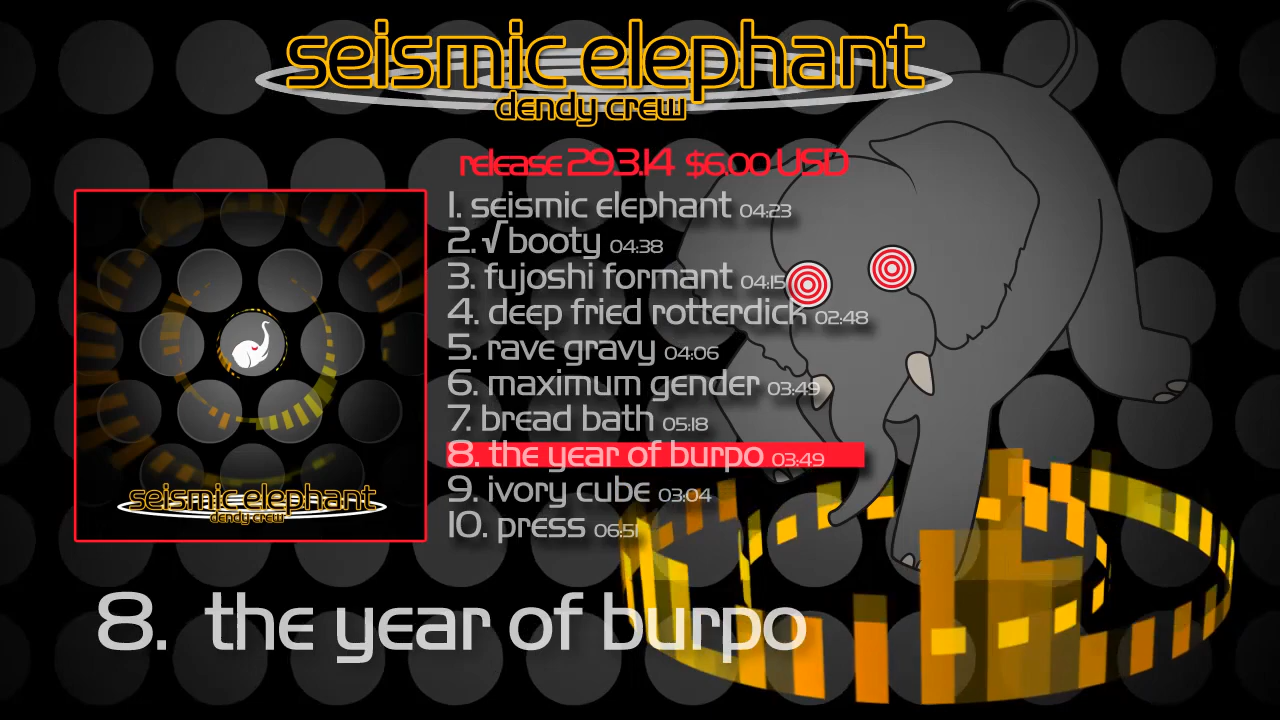 seismic elephant
dendy crew
release 29.3.14 $6.00 USD
1. seismic elephant 04:23
2. √booty 04:38
3. fujoshi formant 04:15
4. deep fried rotterdick 02:48
5. rave gravy 04:06
6. maximum gender 03:49
7. bread bath 05:18
8. the year of burpo 03:49
9. ivory cube 03:04
10. press 06:51
seismic elephant
dendy crew
8. the year of burpo